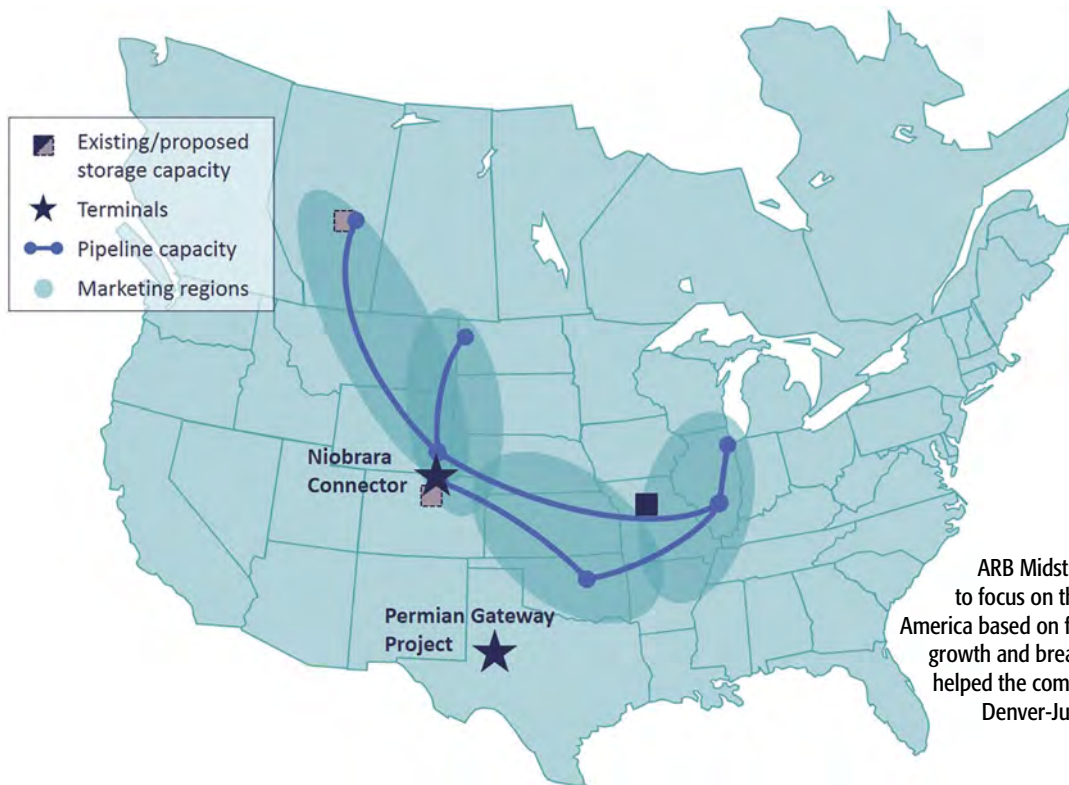 Existing/proposed
storage capacity
Terminals
Pipeline capacity
Marketing regions
Niobrara
Connector
Permian Gateway
Project
ARB Midst
to focus on th
America based on f
growth and brea
helped the com
Denver-Ju